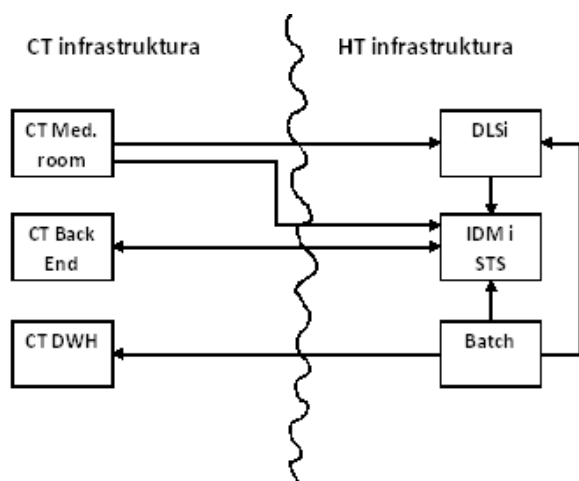 CT infrastruktura
HT infrastruktura
CT Med.
room
DLSi
CT Back
End
IDM i
STS
CT DWH
Batch